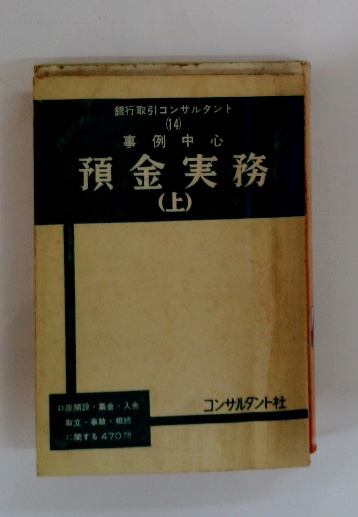 銀行取引コンサルタント
(14)
事例中心
預金実務
(上)
コンサルタント社
口座開設・集金・入金
取立・事故・相続
に関する470問